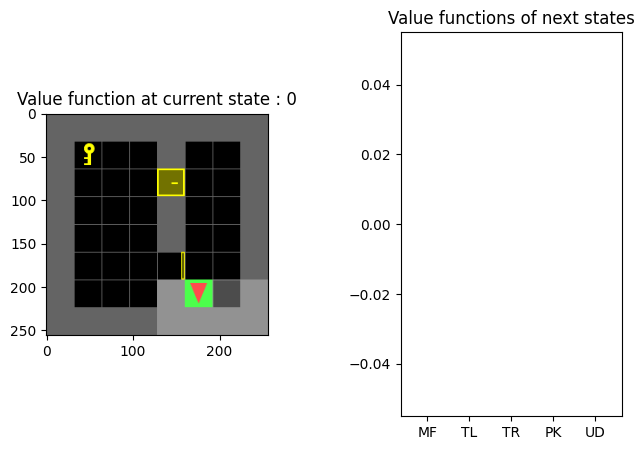 Value functions of next states
Value function at current state : 0
0
50
100
150
200
250
0
100
200
0.04
0.02
0.00
−0.02
−0.04
MF
TL
TR
PK
UD